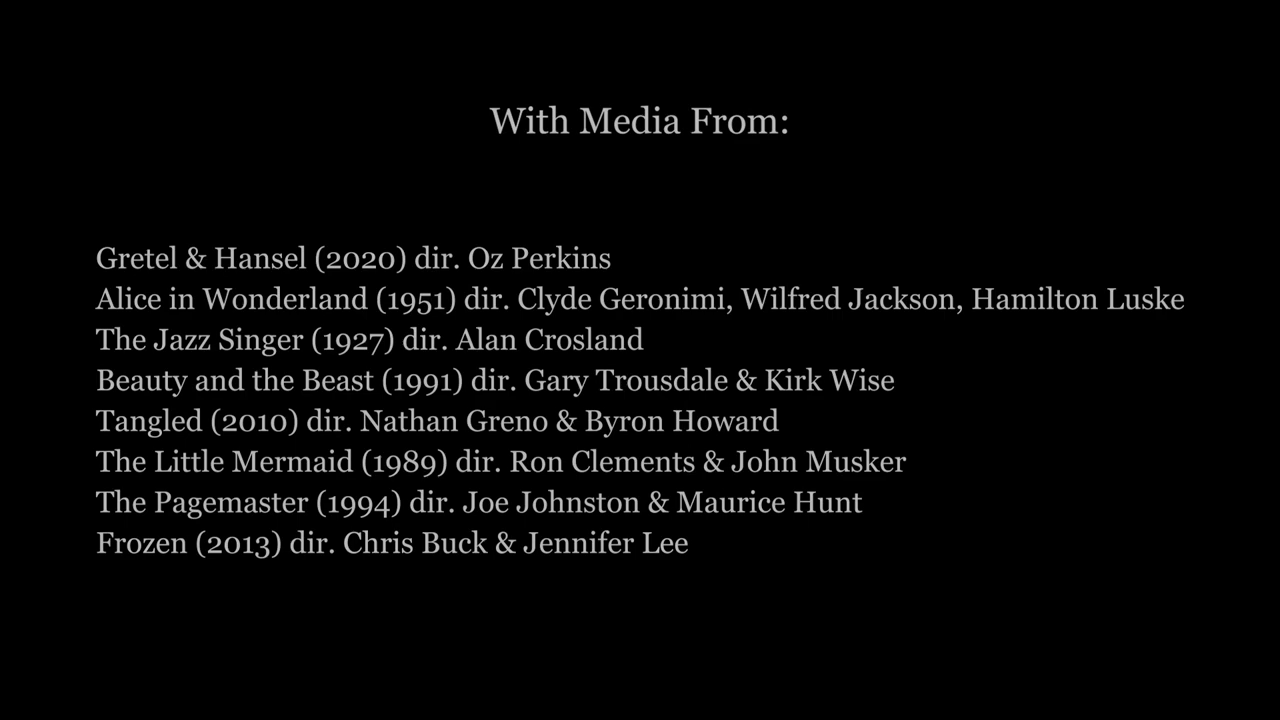 With Media From:
Gretel & Hansel (2020) dir. Oz Perkins
Alice in Wonderland (1951) dir. Clyde Geronimi, Wilfred Jackson, Hamilton Luske
The Jazz Singer (1927) dir. Alan Crosland
Beauty and the Beast (1991) dir. Gary Trousdale & Kirk Wise
Tangled (2010) dir. Nathan Greno & Byron Howard
The Little Mermaid (1989) dir. Ron Clements & John Musker
The Pagemaster (1994) dir. Joe Johnston & Maurice Hunt
Frozen (2013) dir. Chris Buck & Jennifer Lee